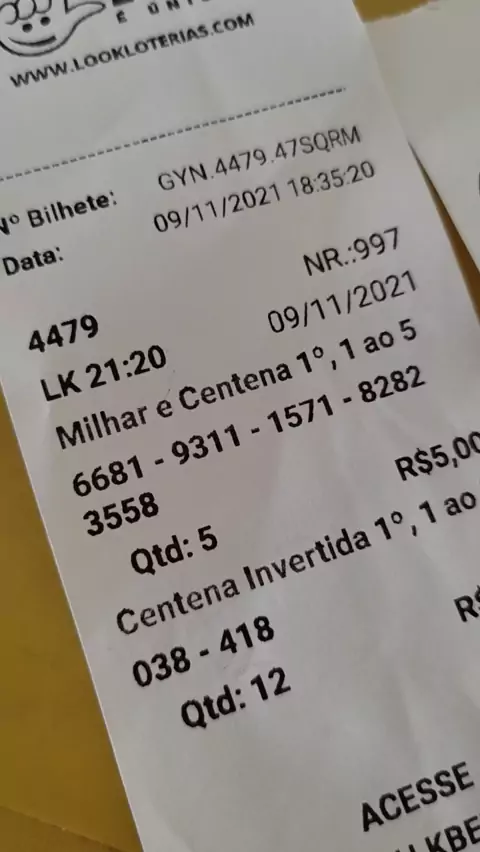 WWW.LOOKLOTERIAS.COM
Nº Bilhete: GYN.4479.47SQRM
Data: 09/11/2021 18:35:20
NR.:997
4479 09/11/2021
LK 21:20
Milhar e Centena 1º, 1 ao 5
6681 - 9311 - 1571 - 8282
3558 R$5,00
Qtd: 5
Centena Invertida 1º, 1 ao
038 - 418 R$
Qtd: 12
ACESSE